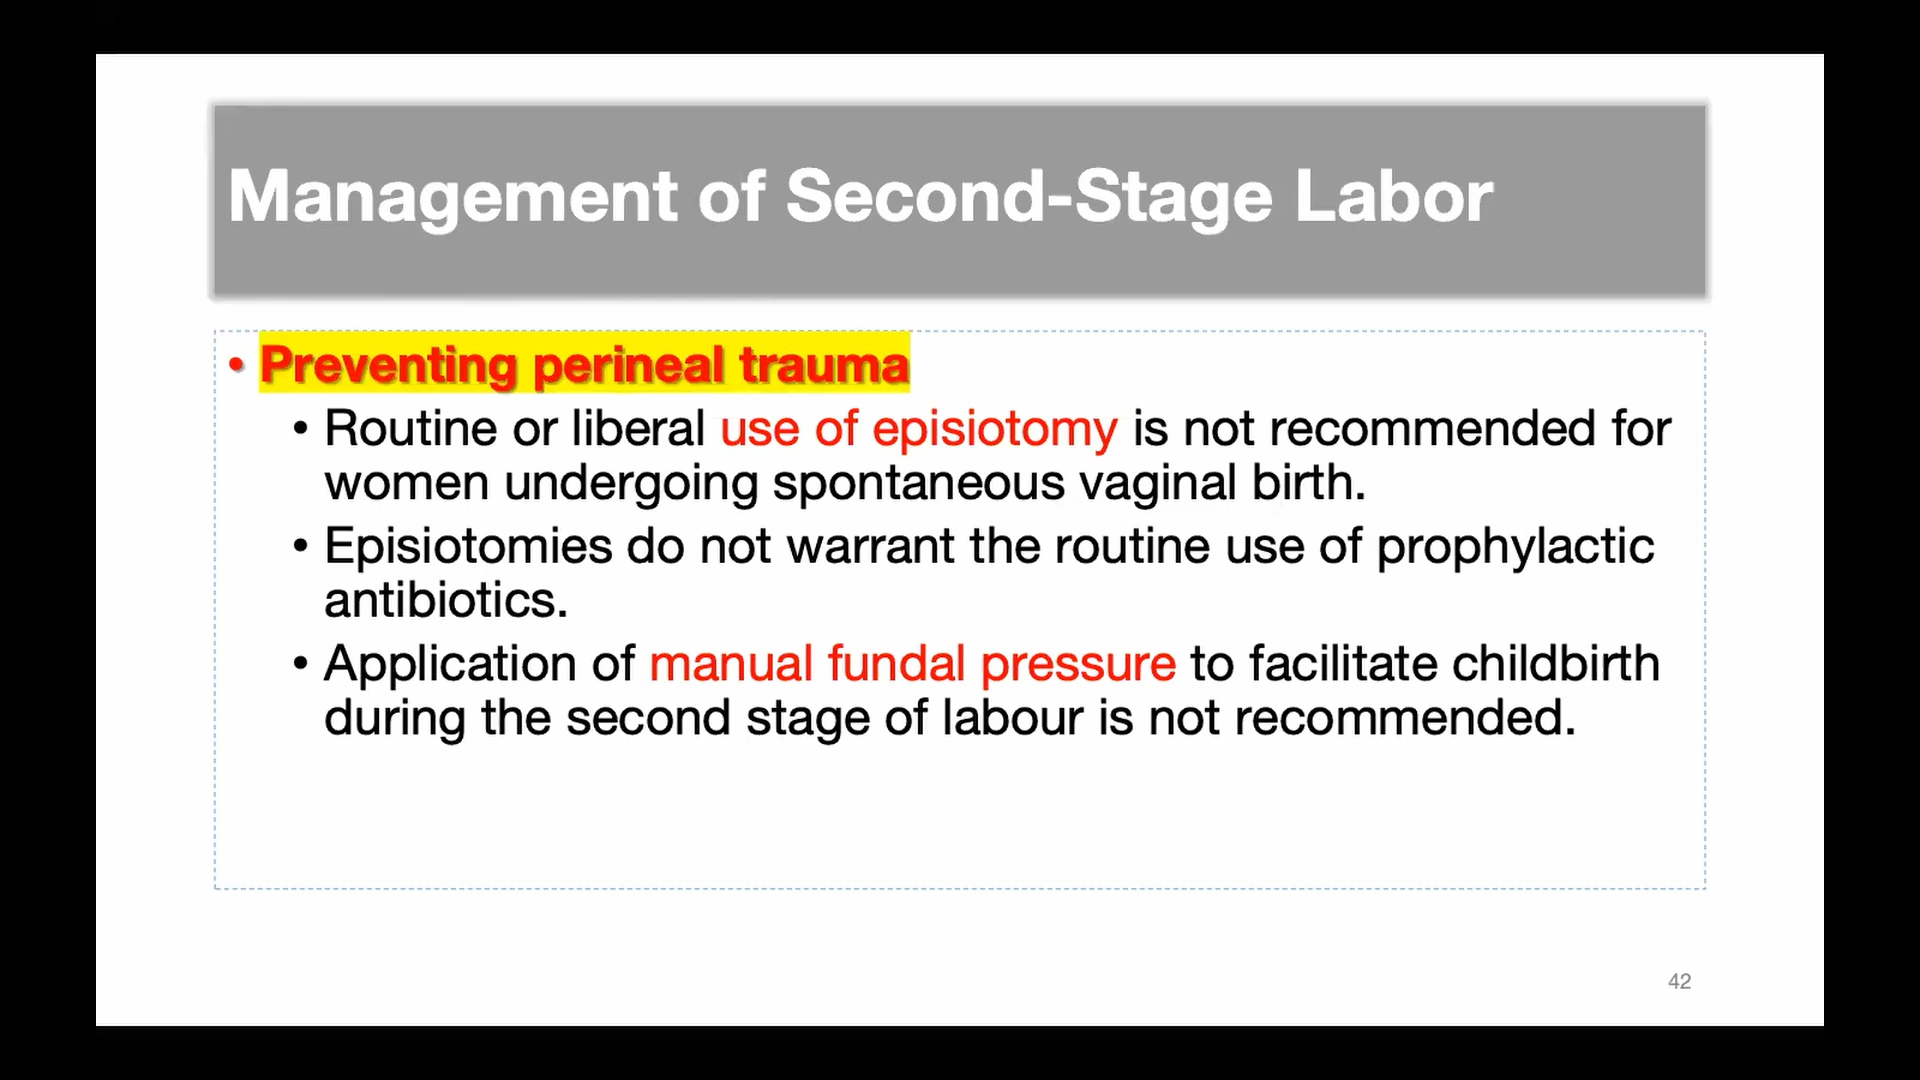 Management of Second-Stage Labor
• Preventing perineal trauma
• Routine or liberal use of episiotomy is not recommended for
women undergoing spontaneous vaginal birth.
• Episiotomies do not warrant the routine use of prophylactic
antibiotics.
• Application of manual fundal pressure to facilitate childbirth
during the second stage of labour is not recommended.
42